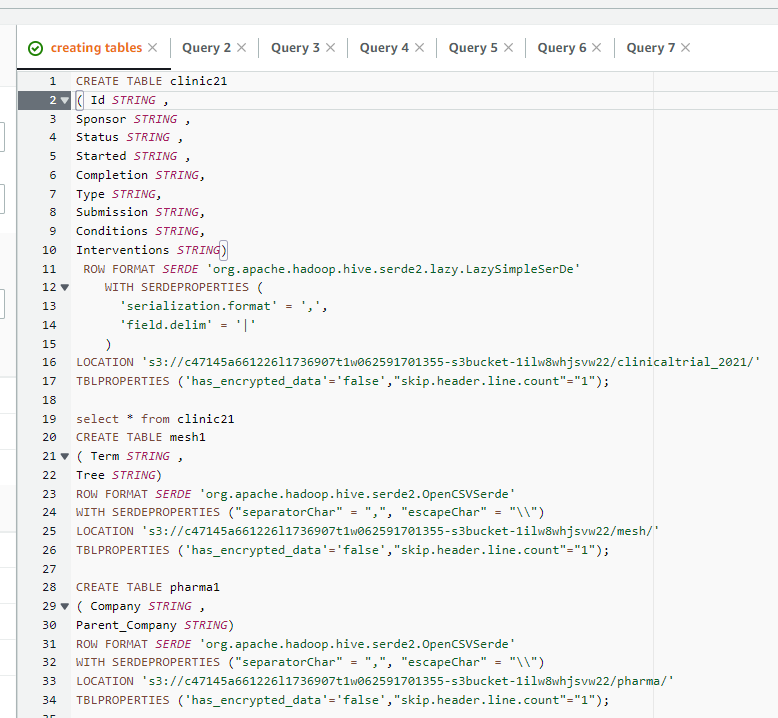 creating tables
Query 2
Query 3
Query 4
Query 5
Query 6
Query 7
1 CREATE TABLE clinic21
2 ( Id STRING ,
3 Sponsor STRING ,
4 Status STRING ,
5 Started STRING ,
6 Completion STRING,
7 Type STRING,
8 Submission STRING,
9 Conditions STRING,
10 Interventions STRING)
11 ROW FORMAT SERDE 'org.apache.hadoop.hive.serde2.lazy.LazySimpleSerDe'
12 WITH SERDEPROPERTIES (
13 'serialization.format' = ',',
14 'field.delim' = '|'
15 )
16 LOCATION 's3://c47145a661226l1736907t1w062591701355-s3bucket-1ilw8whjsvw22/clinicaltrial_2021/'
17 TBLPROPERTIES ('has_encrypted_data'='false',"skip.header.line.count"="1");
18
19 select * from clinic21
20 CREATE TABLE mesh1
21 ( Term STRING ,
22 Tree STRING)
23 ROW FORMAT SERDE 'org.apache.hadoop.hive.serde2.OpenCSVSerde'
24 WITH SERDEPROPERTIES ("separatorChar" = ",", "escapeChar" = "\\")
25 LOCATION 's3://c47145a661226l1736907t1w062591701355-s3bucket-1ilw8whjsvw22/mesh/'
26 TBLPROPERTIES ('has_encrypted_data'='false',"skip.header.line.count"="1");
27
28 CREATE TABLE pharma1
29 ( Company STRING ,
30 Parent_Company STRING)
31 ROW FORMAT SERDE 'org.apache.hadoop.hive.serde2.OpenCSVSerde'
32 WITH SERDEPROPERTIES ("separatorChar" = ",", "escapeChar" = "\\")
33 LOCATION 's3://c47145a661226l1736907t1w062591701355-s3bucket-1ilw8whjsvw22/pharma/'
34 TBLPROPERTIES ('has_encrypted_data'='false',"skip.header.line.count"="1");